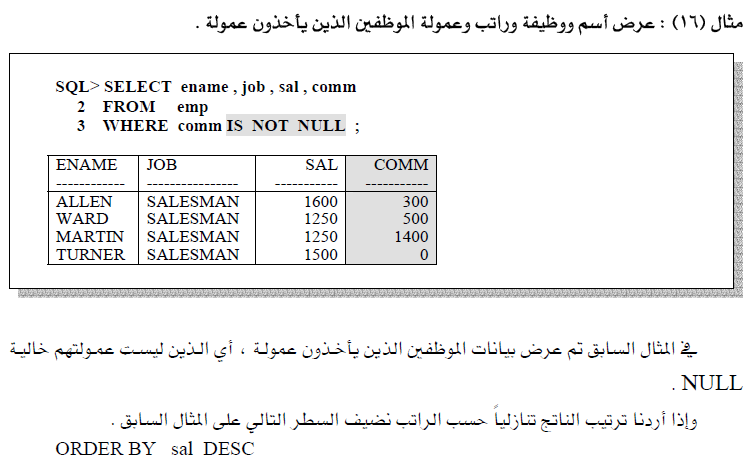 مثال (١٦) : عرض أسم ووظيفة وراتب وعمولة الموظفين الذين يأخذون عمولة .
SQL> SELECT ename , job , sal , comm
2 FROM emp
3 WHERE comm IS NOT NULL ;
ENAME JOB SAL COMM
------------ ---------------- ----------- -----------
ALLEN SALESMAN 1600 300
WARD SALESMAN 1250 500
MARTIN SALESMAN 1250 1400
TURNER SALESMAN 1500 0
في المثال السابق تم عرض بيانات الموظفين الذين يأخذون عمولة ، أي الذين ليست عمولتهم خالية
NULL .
وإذا أردنا ترتيب الناتج تنازلياً حسب الراتب نضيف السطر التالي على المثال السابق .
ORDER BY sal DESC